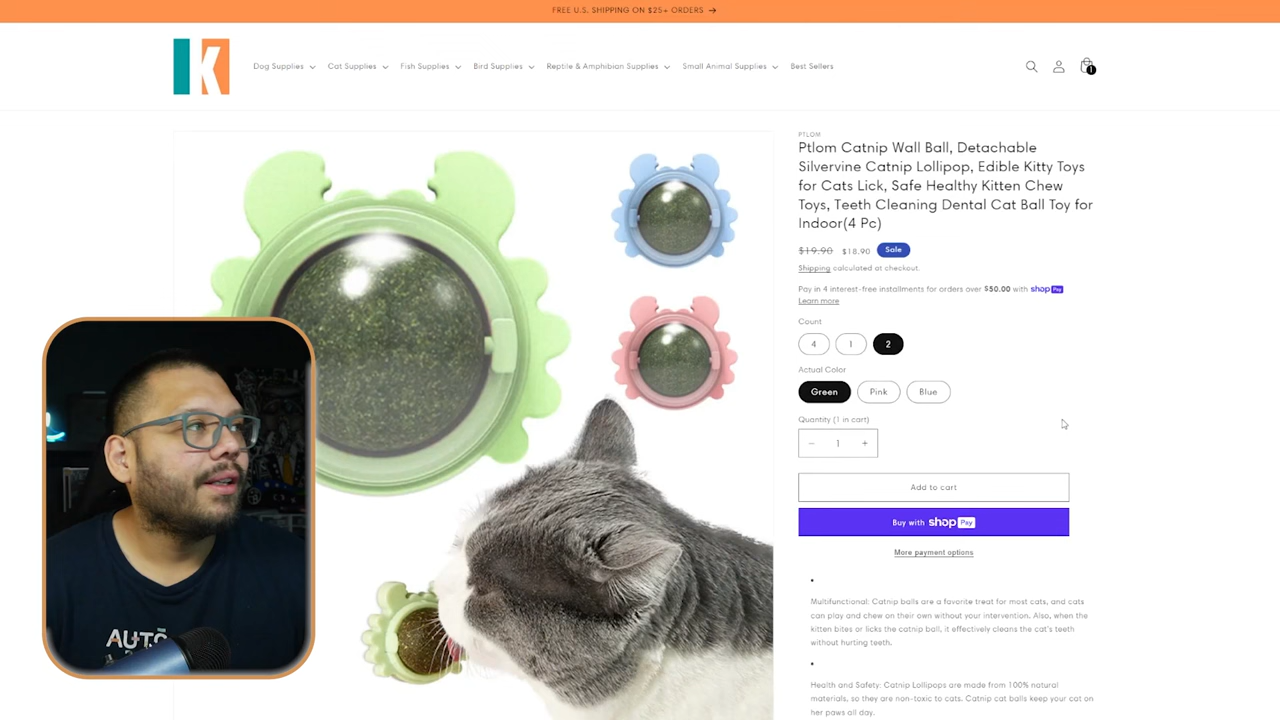 FREE U.S. SHIPPING ON $25+ ORDERS →
K
Dog Supplies
Cat Supplies
Fish Supplies
Bird Supplies
Reptile & Amphibian Supplies
Small Animal Supplies
Best Sellers
1
PTLOM
Ptlom Catnip Wall Ball, Detachable
Silvervine Catnip Lollipop, Edible Kitty Toys
for Cats Lick, Safe Healthy Kitten Chew
Toys, Teeth Cleaning Dental Cat Ball Toy for
Indoor(4 Pc)
$19.90 $18.90 Sale
Shipping calculated at checkout.
Pay in 4 interest-free installments for orders over $50.00 with shop Pay
Learn more
Count
4 1 2
Actual Color
Green Pink Blue
Quantity (1 in cart)
− 1 +
Add to cart
Buy with shop Pay
More payment options
• 
Multifunctional: Catnip balls are a favorite treat for most cats, and cats
can play and chew on their own without your intervention. Also, when the
kitten bites or licks the catnip ball, it effectively cleans the cat's teeth
without hurting teeth.
• 
Health and Safety: Catnip Lollipops are made from 100% natural
materials, so they are non-toxic to cats. Catnip cat balls keep your cat on
her paws all day.